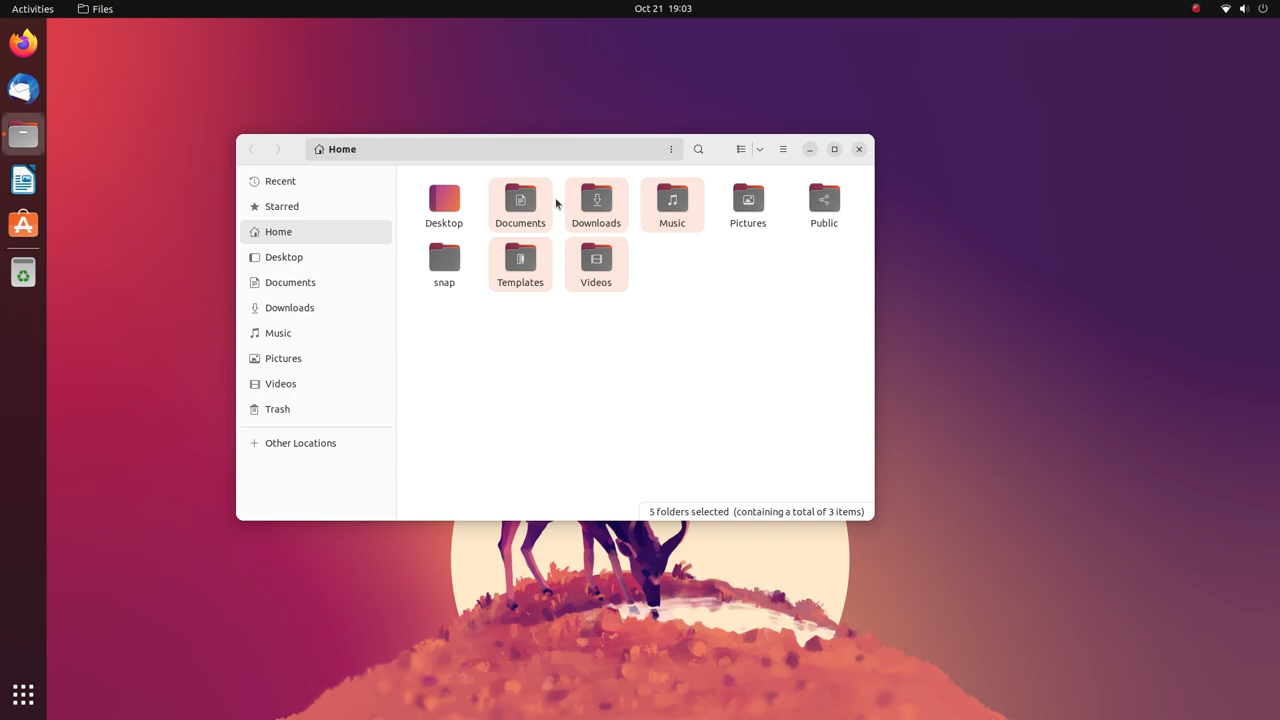 Activities
Files
Oct 21 19:03
Home
Recent
Starred
Home
Desktop
Documents
Downloads
Music
Pictures
Videos
Trash
Other Locations
Desktop
Documents
Downloads
Music
Pictures
Public
snap
Templates
Videos
5 folders selected (containing a total of 3 items)